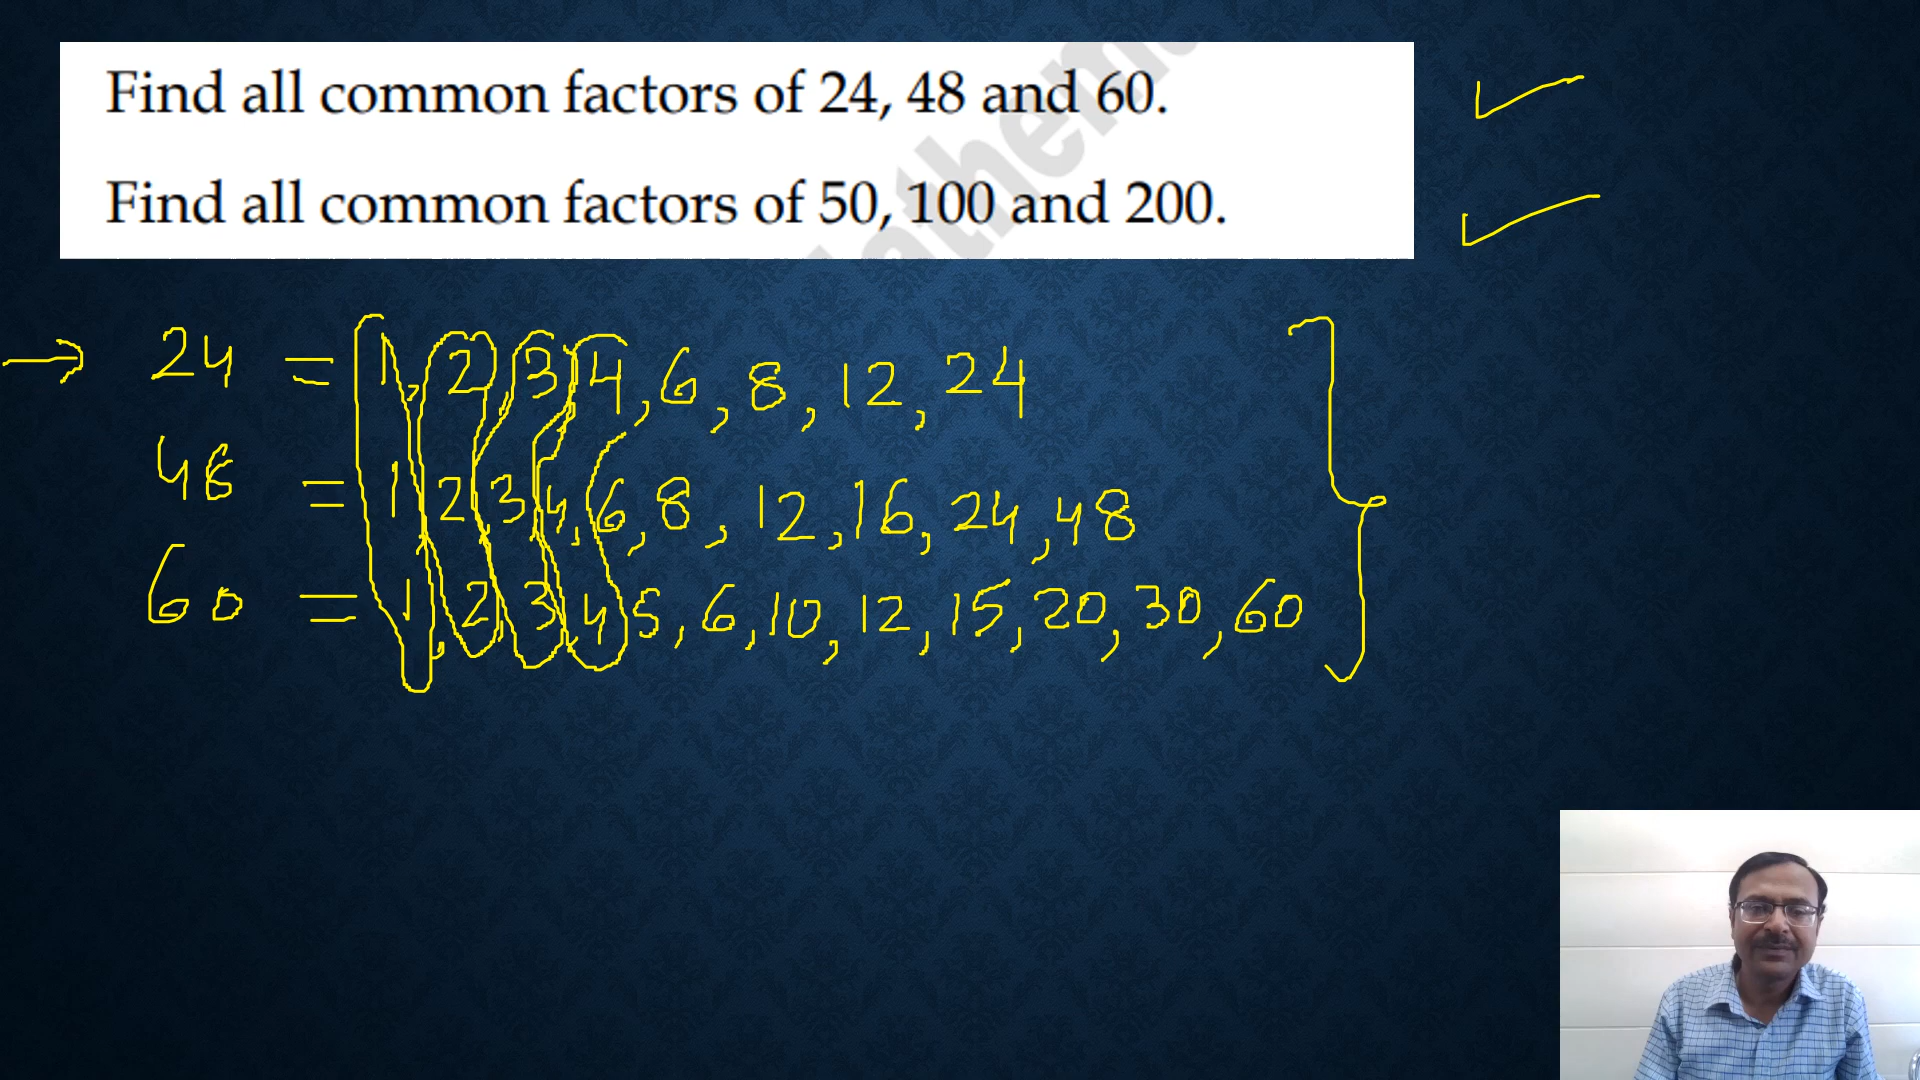 Find all common factors of 24, 48 and 60.
Find all common factors of 50, 100 and 200.
→ 24 = 1, 2, 3, 4, 6, 8, 12, 24
48 = 1, 2, 3, 4, 6, 8, 12, 16, 24, 48
60 = 1, 2, 3, 4, 5, 6, 10, 12, 15, 20, 30, 60